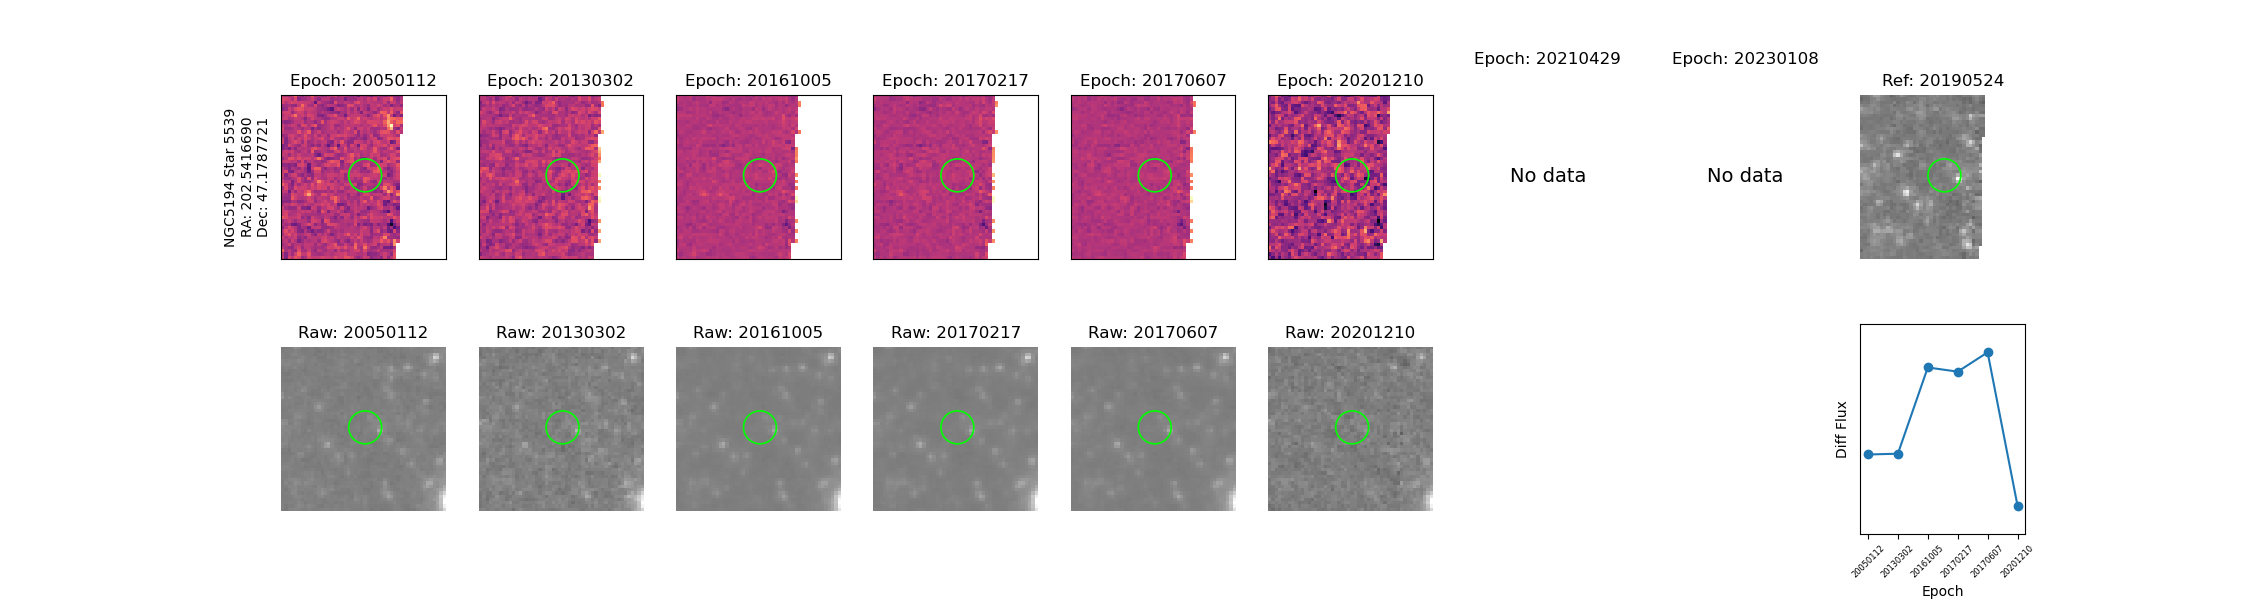 NGC5194 Star 5539
RA: 202.5416690
Dec: 47.1787721
Epoch: 20050112
Epoch: 20130302
Epoch: 20161005
Epoch: 20170217
Epoch: 20170607
Epoch: 20201210
Epoch: 20210429
No data
Epoch: 20230108
No data
Ref: 20190524
Raw: 20050112
Raw: 20130302
Raw: 20161005
Raw: 20170217
Raw: 20170607
Raw: 20201210
Diff Flux
20050112
20130302
20161005
20170217
20170607
20201210
Epoch